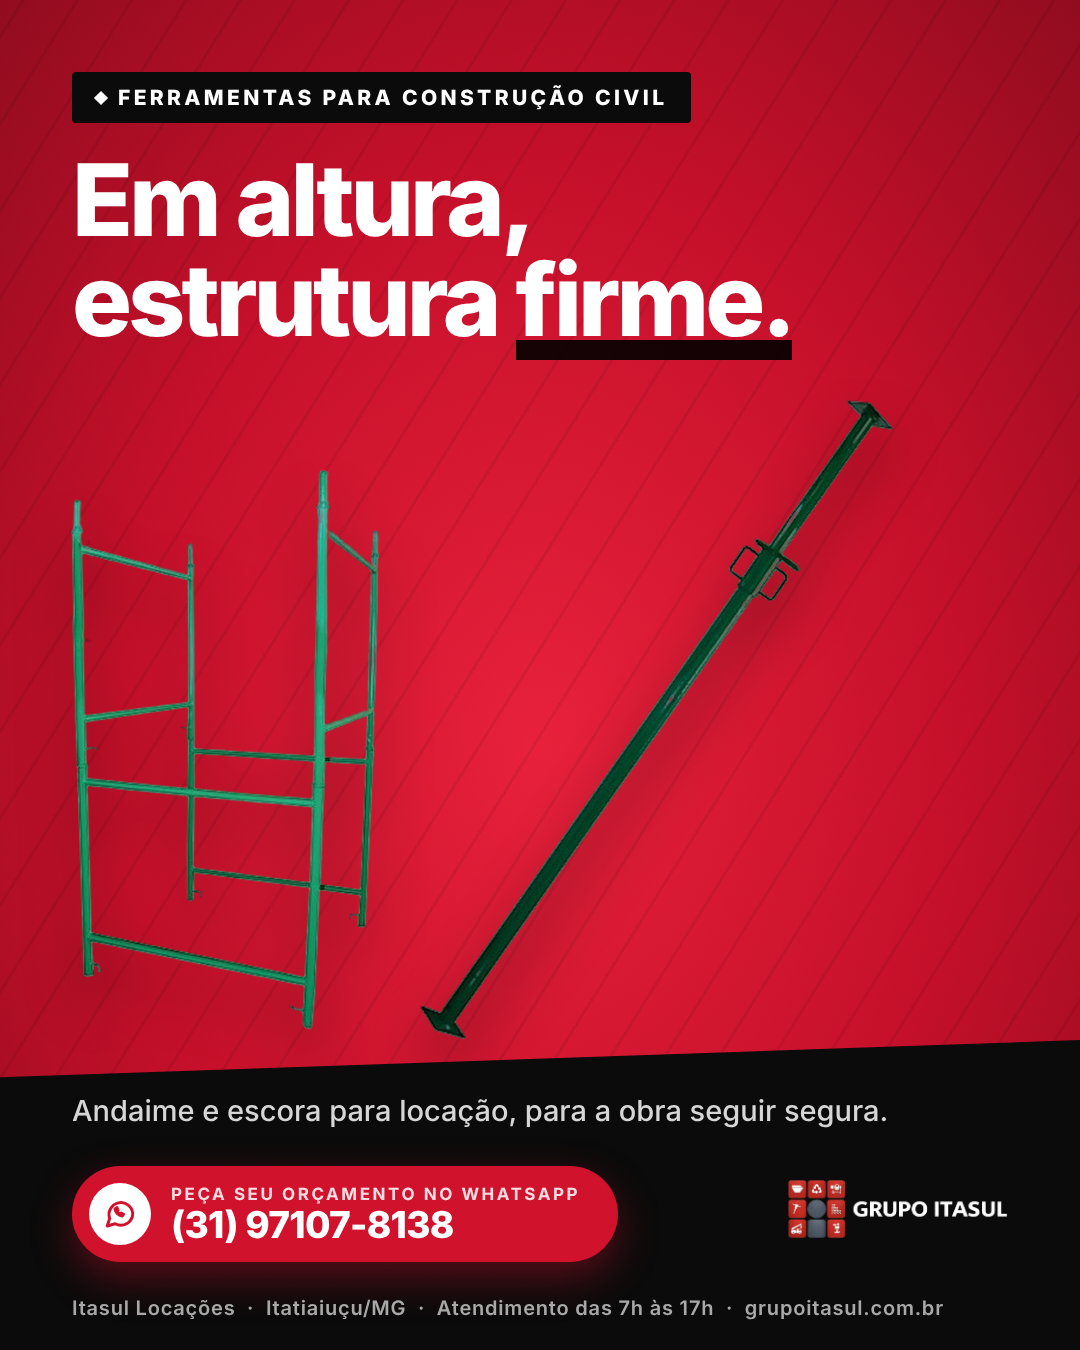 ◆ FERRAMENTAS PARA CONSTRUÇÃO CIVIL
Em altura,
estrutura firme.
Andaime e escora para locação, para a obra seguir segura.
PEÇA SEU ORÇAMENTO NO WHATSAPP
(31) 97107-8138
GRUPO ITASUL
Itasul Locações · Itatiaiuçu/MG · Atendimento das 7h às 17h · grupoitasul.com.br